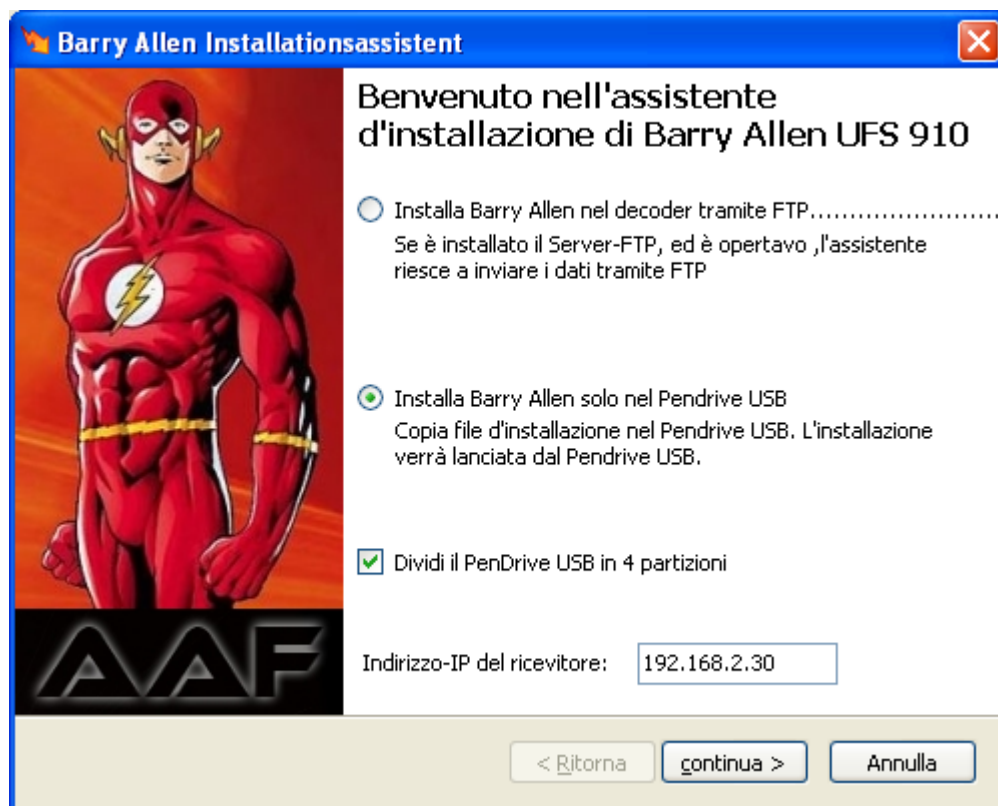 Barry Allen Installationsassistent
Benvenuto nell'assistente
d'installazione di Barry Allen UFS 910
Installa Barry Allen nel decoder tramite FTP........................
Se è installato il Server-FTP, ed è opertavo ,l'assistente
riesce a inviare i dati tramite FTP
Installa Barry Allen solo nel Pendrive USB
Copia file d'installazione nel Pendrive USB. L'installazione
verrà lanciata dal Pendrive USB.
Dividi il PenDrive USB in 4 partizioni
AAF
Indirizzo-IP del ricevitore: 192.168.2.30
< Ritorna continua > Annulla